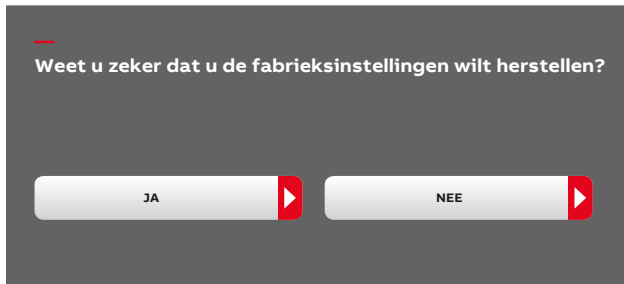 Weet u zeker dat u de fabrieksinstellingen wilt herstellen?
JA
NEE